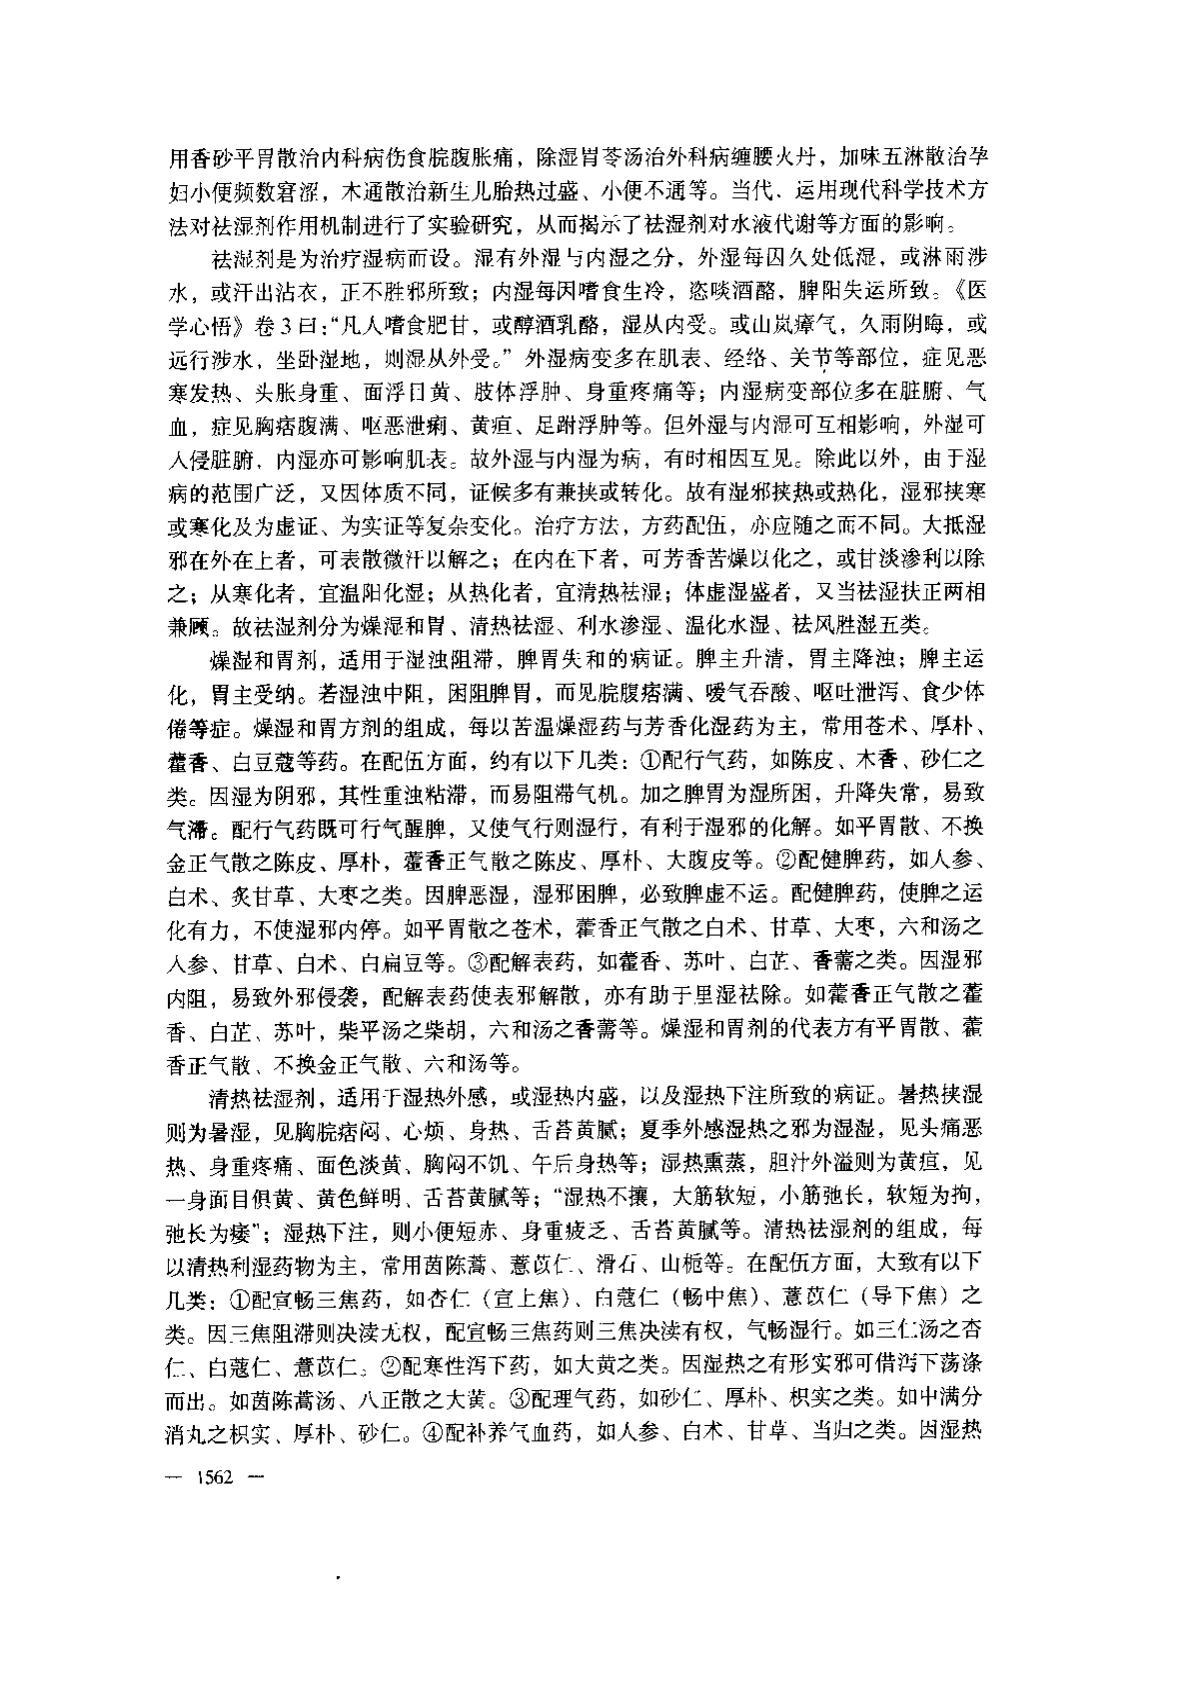 用香砂平胃散治内科病伤食脘腹胀痛，除湿胃苓汤治外科病缠腰火丹，加味五淋散治孕
妇小便频数窘涩，木通散治新生儿胎热过盛、小便不通等。当代，运用现代科学技术方
法对祛湿剂作用机制进行了实验研究，从而揭示了祛湿剂对水液代谢等方面的影响。
祛湿剂是为治疗湿病而设。湿有外湿与内湿之分，外湿每因久处低湿，或淋雨涉
水，或汗出沾衣，正不胜邪所致；内湿每因嗜食生冷，恣啖酒酪，脾阳失运所致。《医
学心悟》卷3曰：“凡人嗜食肥甘，或醇酒乳酪，湿从内受。或山岚瘴气，久雨阴晦，或
远行涉水，坐卧湿地，则湿从外受。”外湿病变多在肌表、经络、关节等部位，症见恶
寒发热、头胀身重、面浮目黄、肢体浮肿、身重疼痛等；内湿病变部位多在脏腑、气
血，症见胸痞腹满、呕恶泄痢、黄疸、足跗浮肿等。但外湿与内湿可互相影响，外湿可
入侵脏腑，内湿亦可影响肌表。故外湿与内湿为病，有时相因互见。除此以外，由于湿
病的范围广泛，又因体质不同，证候多有兼挟或转化。故有湿邪挟热或热化，湿邪挟寒
或寒化及为虚证、为实证等复杂变化。治疗方法，方药配伍，亦应随之而不同。大抵湿
邪在外在上者，可表散微汗以解之；在内在下者，可芳香苦燥以化之，或甘淡渗利以除
之；从寒化者，宜温阳化湿；从热化者，宜清热祛湿；体虚湿盛者，又当祛湿扶正两相
兼顾。故祛湿剂分为燥湿和胃、清热祛湿、利水渗湿、温化水湿、祛风胜湿五类。
燥湿和胃剂，适用于湿浊阻滞，脾胃失和的病证。脾主升清，胃主降浊；脾主运
化，胃主受纳。若湿浊中阻，困阻脾胃，而见脘腹痞满、嗳气吞酸、呕吐泄泻、食少体
倦等症。燥湿和胃方剂的组成，每以苦温燥湿药与芳香化湿药为主，常用苍术、厚朴、
藿香、白豆蔻等药。在配伍方面，约有以下几类：①配行气药，如陈皮、木香、砂仁之
类。因湿为阴邪，其性重浊粘滞，而易阻滞气机。加之脾胃为湿所困，升降失常，易致
气滞。配行气药既可行气醒脾，又使气行则湿行，有利于湿邪的化解。如平胃散、不换
金正气散之陈皮、厚朴，藿香正气散之陈皮、厚朴、大腹皮等。②配健脾药，如人参、
白术、炙甘草、大枣之类。因脾恶湿，湿邪困脾，必致脾虚不运。配健脾药，使脾之运
化有力，不使湿邪内停。如平胃散之苍术，藿香正气散之白术、甘草、大枣，六和汤之
人参、甘草、白术、白扁豆等。③配解表药，如藿香、苏叶、白芷、香薷之类。因湿邪
内阻，易致外邪侵袭，配解表药使表邪解散，亦有助于里湿祛除。如藿香正气散之藿
香、白芷、苏叶，柴平汤之柴胡，六和汤之香薷等。燥湿和胃剂的代表方有平胃散、藿
香正气散、不换金正气散、六和汤等。
清热祛湿剂，适用于湿热外感，或湿热内盛，以及湿热下注所致的病证。暑热挟湿
则为暑湿，见胸脘痞闷、心烦、身热、舌苔黄腻；夏季外感湿热之邪为湿湿，见头痛恶
热、身重疼痛、面色淡黄、胸闷不饥、午后身热等；湿热熏蒸，胆汁外溢则为黄疸，见
一身面目俱黄、黄色鲜明、舌苔黄腻等；“湿热不攘，大筋软短，小筋弛长，软短为拘，
弛长为痿”；湿热下注，则小便短赤、身重疲乏、舌苔黄腻等。清热祛湿剂的组成，每
以清热利湿药物为主，常用茵陈蒿、薏苡仁、滑石、山栀等。在配伍方面，大致有以下
几类：①配宣畅三焦药，如杏仁（宣上焦）、白蔻仁（畅中焦）、薏苡仁（导下焦）之
类。因三焦阻滞则决渎无权，配宣畅三焦药则三焦决渎有权，气畅湿行。如三仁汤之杏
仁、白蔻仁、薏苡仁。②配寒性泻下药，如大黄之类。因湿热之有形实邪可借泻下荡涤
而出。如茵陈蒿汤、八正散之大黄。③配理气药，如砂仁、厚朴、枳实之类。如中满分
消丸之枳实、厚朴、砂仁。④配补养气血药，如人参、白术、甘草、当归之类。因湿热
— 1562 —